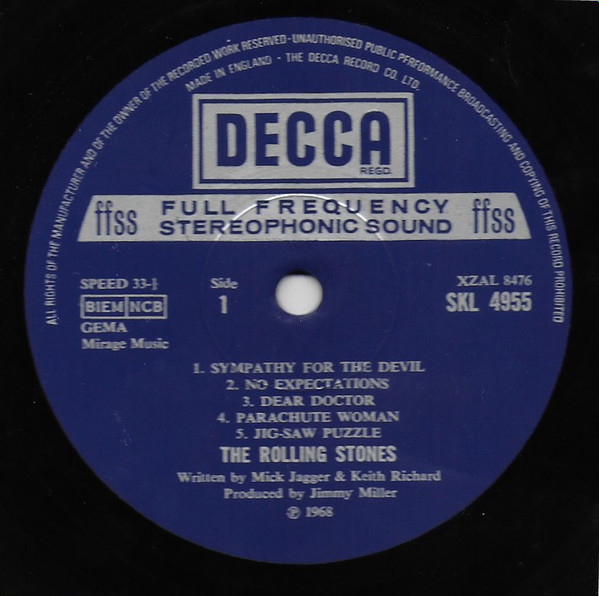 ALL RIGHTS OF THE MANUFACTURER AND OF THE OWNER OF THE RECORDED WORK RESERVED-UNAUTHORISED PUBLIC PERFORMANCE BROADCASTING AND COPYING OF THIS RECORD PROHIBITED
MADE IN ENGLAND · THE DECCA RECORD CO. LTD.
DECCA
REGD.
ffss FULL FREQUENCY ffss
STEREOPHONIC SOUND
SPEED 33-⅓ Side XZAL 8476
BIEM NCB 1 SKL 4955
GEMA
Mirage Music
1. SYMPATHY FOR THE DEVIL
2. NO EXPECTATIONS
3. DEAR DOCTOR
4. PARACHUTE WOMAN
5. JIG-SAW PUZZLE
THE ROLLING STONES
Written by Mick Jagger & Keith Richard
Produced by Jimmy Miller
℗ 1968